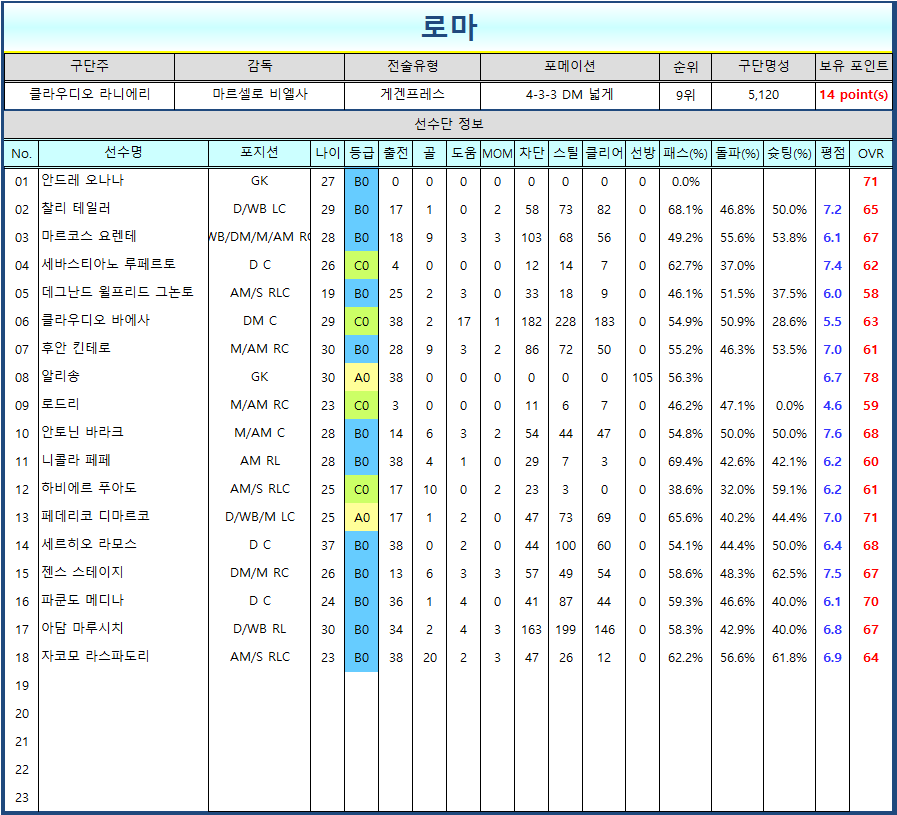 로마
구단주 감독 전술유형 포메이션 순위 구단명성 보유 포인트
클라우디오 라니에리 마르셀로 비엘사 게겐프레스 4-3-3 DM 넓게 9위 5,120 14 point(s)
선수단 정보
No. 선수명 포지션 나이 등급 출전 골 도움 MOM 차단 스틸 클리어 선방 패스(%) 돌파(%) 슛팅(%) 평점 OVR
01 안드레 오나나 GK 27 B0 0 0 0 0 0 0 0 0 0.0% 71
02 찰리 테일러 D/WB LC 29 B0 17 1 0 2 58 73 82 0 68.1% 46.8% 50.0% 7.2 65
03 마르코스 요렌테 WB/DM/M/AM RC 28 B0 18 9 3 3 103 68 56 0 49.2% 55.6% 53.8% 6.1 67
04 세바스티아노 루페르토 D C 26 C0 4 0 0 0 12 14 7 0 62.7% 37.0% 7.4 62
05 데그난드 윌프리드 그논토 AM/S RLC 19 B0 25 2 3 0 33 18 9 0 46.1% 51.5% 37.5% 6.0 58
06 클라우디오 바에사 DM C 29 C0 38 2 17 1 182 228 183 0 54.9% 50.9% 28.6% 5.5 63
07 후안 킨테로 M/AM RC 30 B0 28 9 3 2 86 72 50 0 55.2% 46.3% 53.5% 7.0 61
08 알리송 GK 30 A0 38 0 0 0 0 0 0 105 56.3% 6.7 78
09 로드리 M/AM RC 23 C0 3 0 0 0 11 6 7 0 46.2% 47.1% 0.0% 4.6 59
10 안토닌 바라크 M/AM C 28 B0 14 6 3 2 54 44 47 0 54.8% 50.0% 50.0% 7.6 68
11 니콜라 페페 AM RL 28 B0 38 4 1 0 29 7 3 0 69.4% 42.6% 42.1% 6.2 60
12 하비에르 푸아도 AM/S RLC 25 C0 17 10 0 2 23 3 0 0 38.6% 32.0% 59.1% 6.2 61
13 페데리코 디마르코 D/WB/M LC 25 A0 17 1 2 0 47 73 69 0 65.6% 40.2% 44.4% 7.0 71
14 세르히오 라모스 D C 37 B0 38 0 2 0 44 100 60 0 54.1% 44.4% 50.0% 6.4 68
15 젠스 스테이지 DM/M RC 26 B0 13 6 3 3 57 49 54 0 58.6% 48.3% 62.5% 7.5 67
16 파쿤도 메디나 D C 24 B0 36 1 4 0 41 87 44 0 59.3% 46.6% 40.0% 6.1 70
17 아담 마루시치 D/WB RL 30 B0 34 2 4 3 163 199 146 0 58.3% 42.9% 40.0% 6.8 67
18 자코모 라스파도리 AM/S RLC 23 B0 38 20 2 3 47 26 12 0 62.2% 56.6% 61.8% 6.9 64
19
20
21
22
23